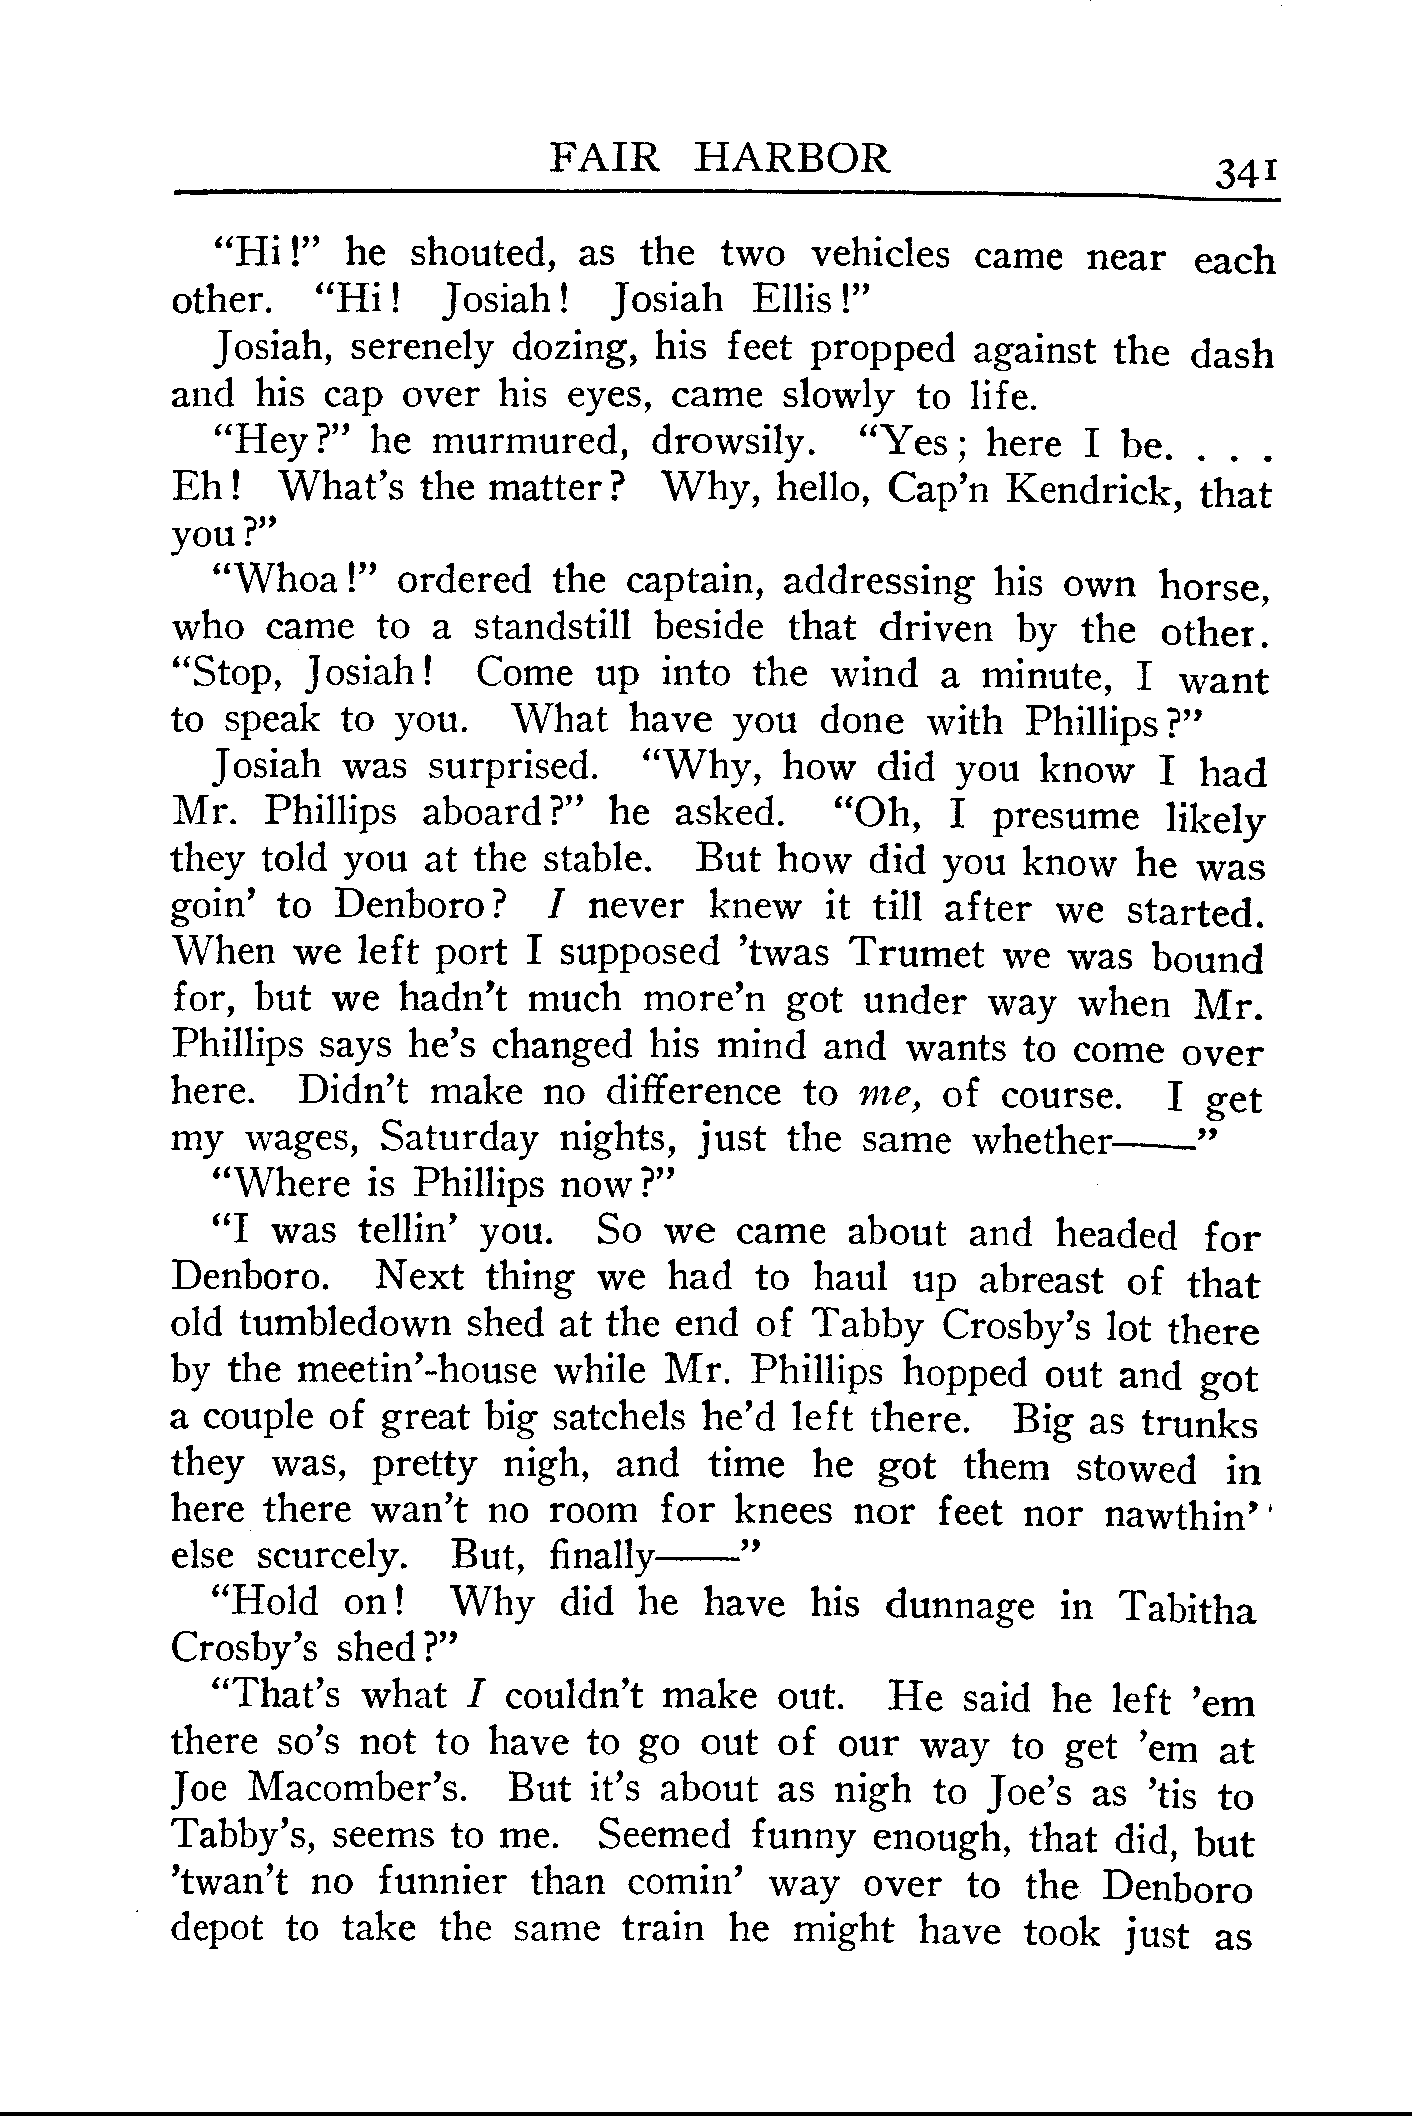 FAIR HARBOR 341
“Hi!” he shouted, as the two vehicles came near each
other. “Hi! Josiah! Josiah Ellis!”
Josiah, serenely dozing, his feet propped against the dash
and his cap over his eyes, came slowly to life.
“Hey?” he murmured, drowsily. “Yes; here I be. . . .
Eh! What’s the matter? Why, hello, Cap’n Kendrick, that
you?”
“Whoa!” ordered the captain, addressing his own horse,
who came to a standstill beside that driven by the other.
“Stop, Josiah! Come up into the wind a minute, I want
to speak to you. What have you done with Phillips?”
Josiah was surprised. “Why, how did you know I had
Mr. Phillips aboard?” he asked. “Oh, I presume likely
they told you at the stable. But how did you know he was
goin’ to Denboro? I never knew it till after we started.
When we left port I supposed ’twas Trumet we was bound
for, but we hadn’t much more’n got under way when Mr.
Phillips says he’s changed his mind and wants to come over
here. Didn’t make no difference to me, of course. I get
my wages, Saturday nights, just the same whether——”
“Where is Phillips now?”
“I was tellin’ you. So we came about and headed for
Denboro. Next thing we had to haul up abreast of that
old tumbledown shed at the end of Tabby Crosby’s lot there
by the meetin’-house while Mr. Phillips hopped out and got
a couple of great big satchels he’d left there. Big as trunks
they was, pretty nigh, and time he got them stowed in
here there wan’t no room for knees nor feet nor nawthin’
else scurcely. But, finally——”
“Hold on! Why did he have his dunnage in Tabitha
Crosby’s shed?”
“That’s what I couldn’t make out. He said he left ’em
there so’s not to have to go out of our way to get ’em at
Joe Macomber’s. But it’s about as nigh to Joe’s as ’tis to
Tabby’s, seems to me. Seemed funny enough, that did, but
’twan’t no funnier than comin’ way over to the Denboro
depot to take the same train he might have took just as